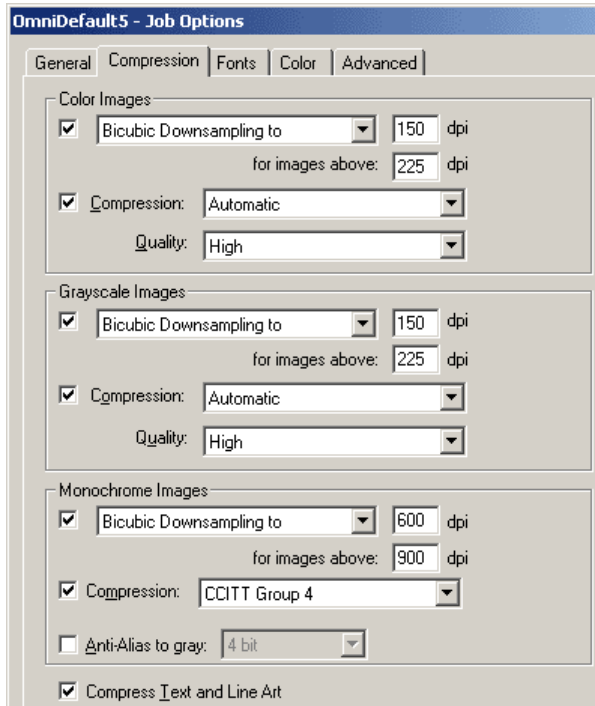 OmniDefault5 - Job Options
General Compression Fonts Color Advanced
Color Images
Bicubic Downsampling to 150 dpi
for images above: 225 dpi
Compression: Automatic
Quality: High
Grayscale Images
Bicubic Downsampling to 150 dpi
for images above: 225 dpi
Compression: Automatic
Quality: High
Monochrome Images
Bicubic Downsampling to 600 dpi
for images above: 900 dpi
Compression: CCITT Group 4
Anti-Alias to gray: 4 bit
Compress Text and Line Art